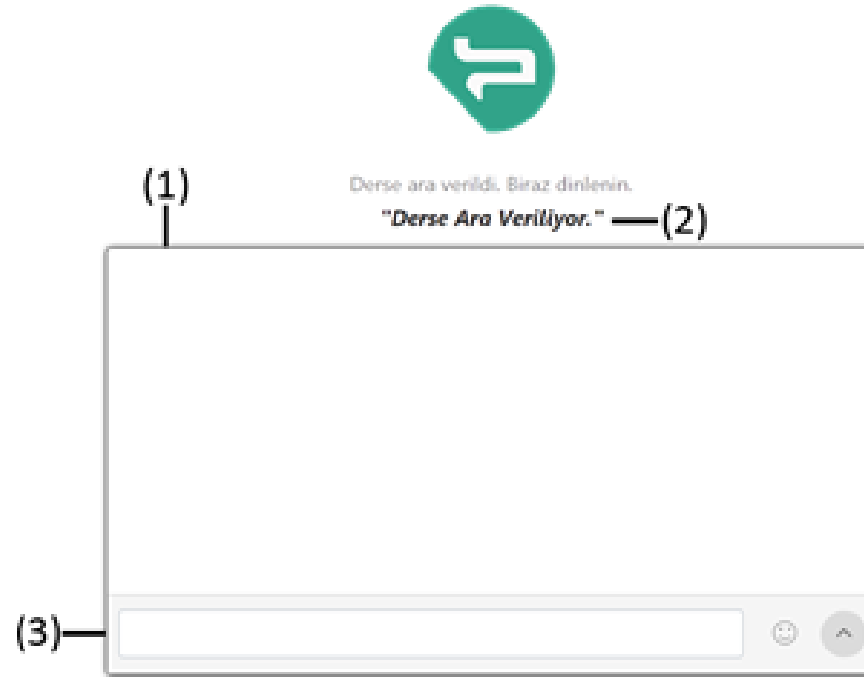 (1)
Derse ara verildi. Biraz dinlenin.
"Derse Ara Veriliyor." (2)
(3)